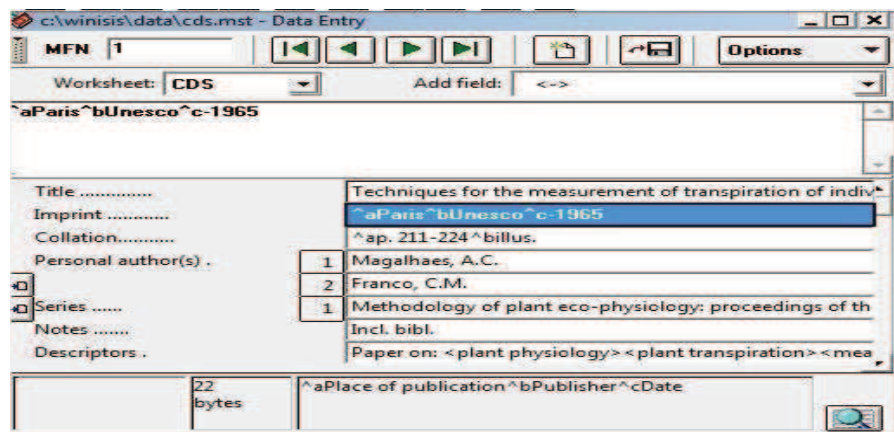 c:\winisis\data\cds.mst - Data Entry
MFN 1 Options
Worksheet: CDS Add field: <->
^aParis^bUnesco^c-1965
Title .............. Techniques for the measurement of transpiration of indiv
Imprint ............ ^aParis^bUnesco^c-1965
Collation........... ^ap. 211-224^billus.
Personal author(s) . 1 Magalhaes, A.C.
2 Franco, C.M.
Series ...... 1 Methodology of plant eco-physiology: proceedings of th
Notes ....... Incl. bibl.
Descriptors . Paper on: <plant physiology><plant transpiration><mea
22 bytes ^aPlace of publication^bPublisher^cDate